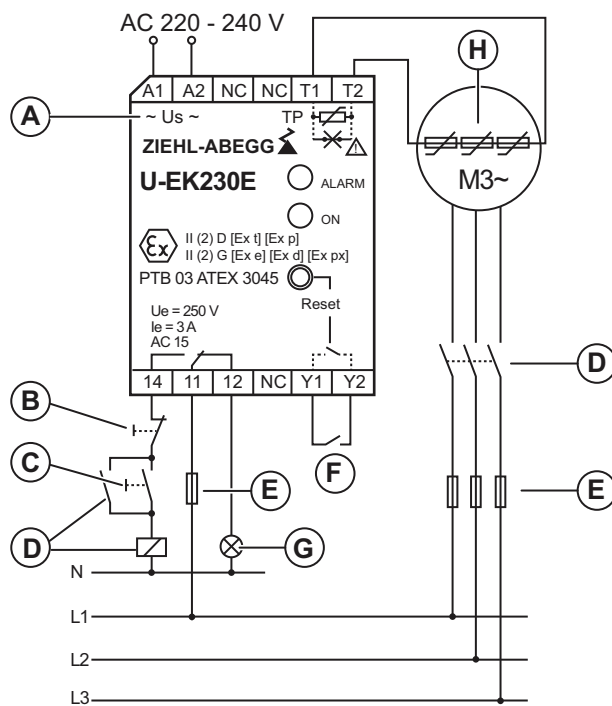 AC 220 - 240 V
A1 A2 NC NC T1 T2
H
A
~ Us ~
TP
ZIEHL-ABEGG
M3~
U-EK230E
ALARM
ON
Ex
II (2) D [Ex t] [Ex p]
II (2) G [Ex e] [Ex d] [Ex px]
PTB 03 ATEX 3045
Reset
Ue = 250 V
Ie = 3 A
AC 15
D
14 11 12 NC Y1 Y2
B
C
E
F
E
D
G
N
L1
L2
L3